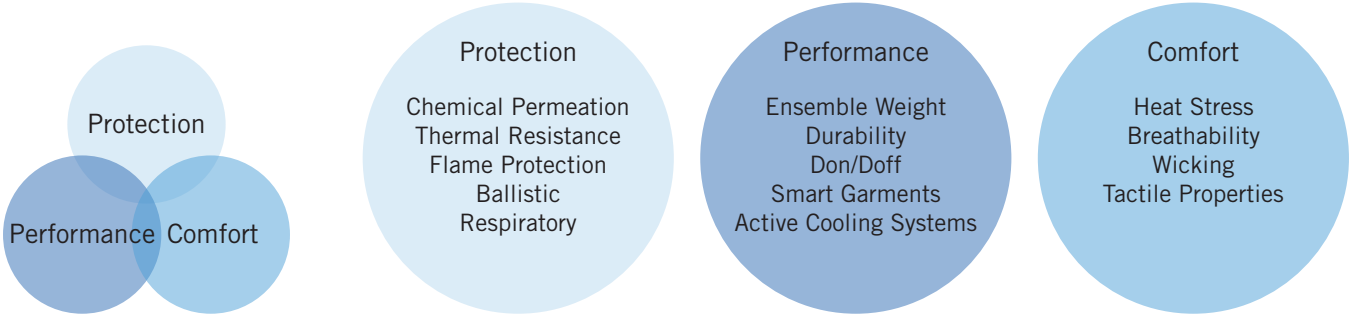 Protection
Performance
Comfort
Protection
Chemical Permeation
Thermal Resistance
Flame Protection
Ballistic
Respiratory
Performance
Ensemble Weight
Durability
Don/Doff
Smart Garments
Active Cooling Systems
Comfort
Heat Stress
Breathability
Wicking
Tactile Properties